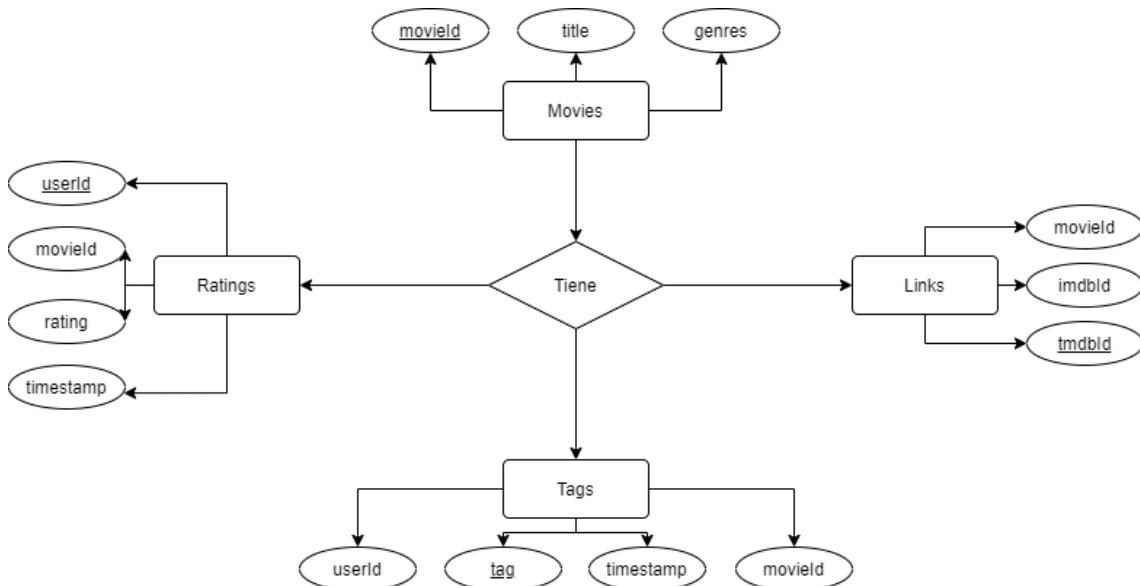 movieId
title
genres
Movies
userId
movieId
rating
timestamp
Ratings
Tiene
Links
movieId
imdbId
tmdbId
Tags
userId
tag
timestamp
movieId